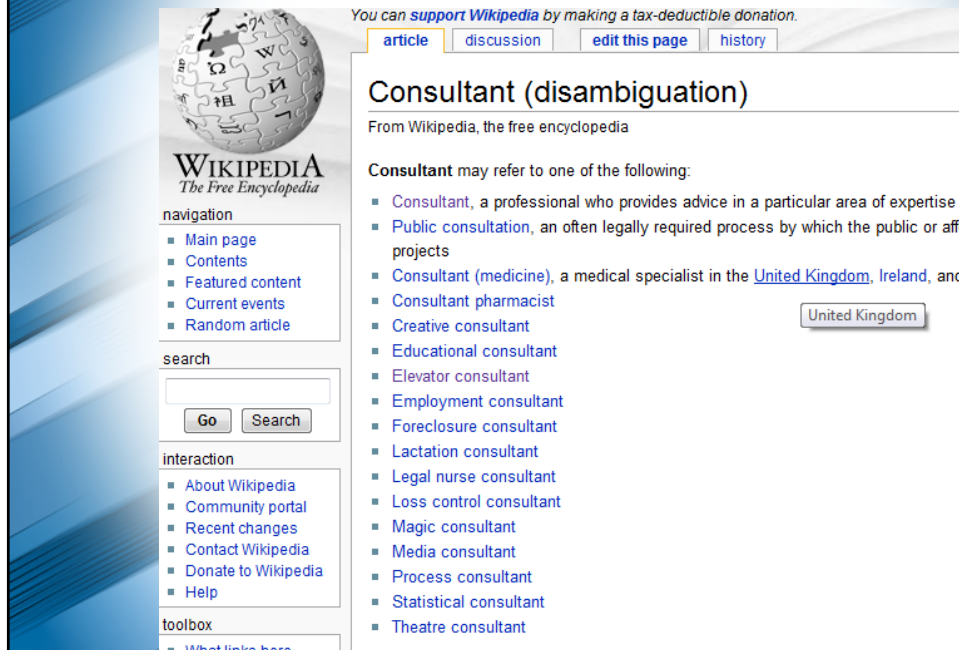 You can support Wikipedia by making a tax-deductible donation.
article discussion edit this page history
Consultant (disambiguation)
From Wikipedia, the free encyclopedia
Consultant may refer to one of the following:
Consultant, a professional who provides advice in a particular area of expertise
Public consultation, an often legally required process by which the public or
projects
Consultant (medicine), a medical specialist in the United Kingdom, Ireland,
United Kingdom
Consultant pharmacist
Creative consultant
Educational consultant
Elevator consultant
Employment consultant
Foreclosure consultant
Lactation consultant
Legal nurse consultant
Loss control consultant
Magic consultant
Media consultant
Process consultant
Statistical consultant
Theatre consultant
WIKIPEDIA
The Free Encyclopedia
navigation
Main page
Contents
Featured content
Current events
Random article
search
Go Search
interaction
About Wikipedia
Community portal
Recent changes
Contact Wikipedia
Donate to Wikipedia
Help
toolbox
What links here